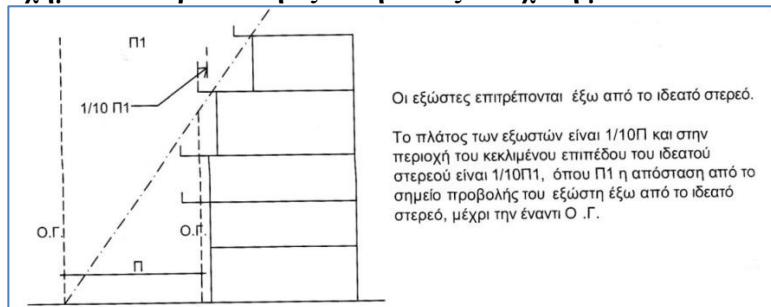 Π1
1/10 Π1
Ο.Γ.
Ο.Γ.
Π
Οι εξώστες επιτρέπονται έξω από το ιδεατό στερεό.
Το πλάτος των εξωστών είναι 1/10Π και στην
περιοχή του κεκλιμένου επιπέδου του ιδεατού
στερεού είναι 1/10Π1, όπου Π1 η απόσταση από το
σημείο προβολής του εξώστη έξω από το ιδεατό
στερεό, μέχρι την έναντι Ο .Γ.